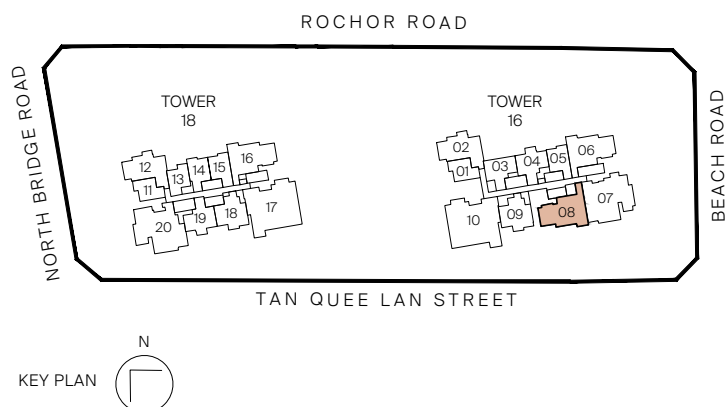 ROCHOR ROAD
NORTH BRIDGE ROAD
BEACH ROAD
TOWER
18
TOWER
16
12
11
13
14
15
16
17
18
19
20
02
01
03
04
05
06
07
08
09
10
TAN QUEE LAN STREET
N
KEY PLAN